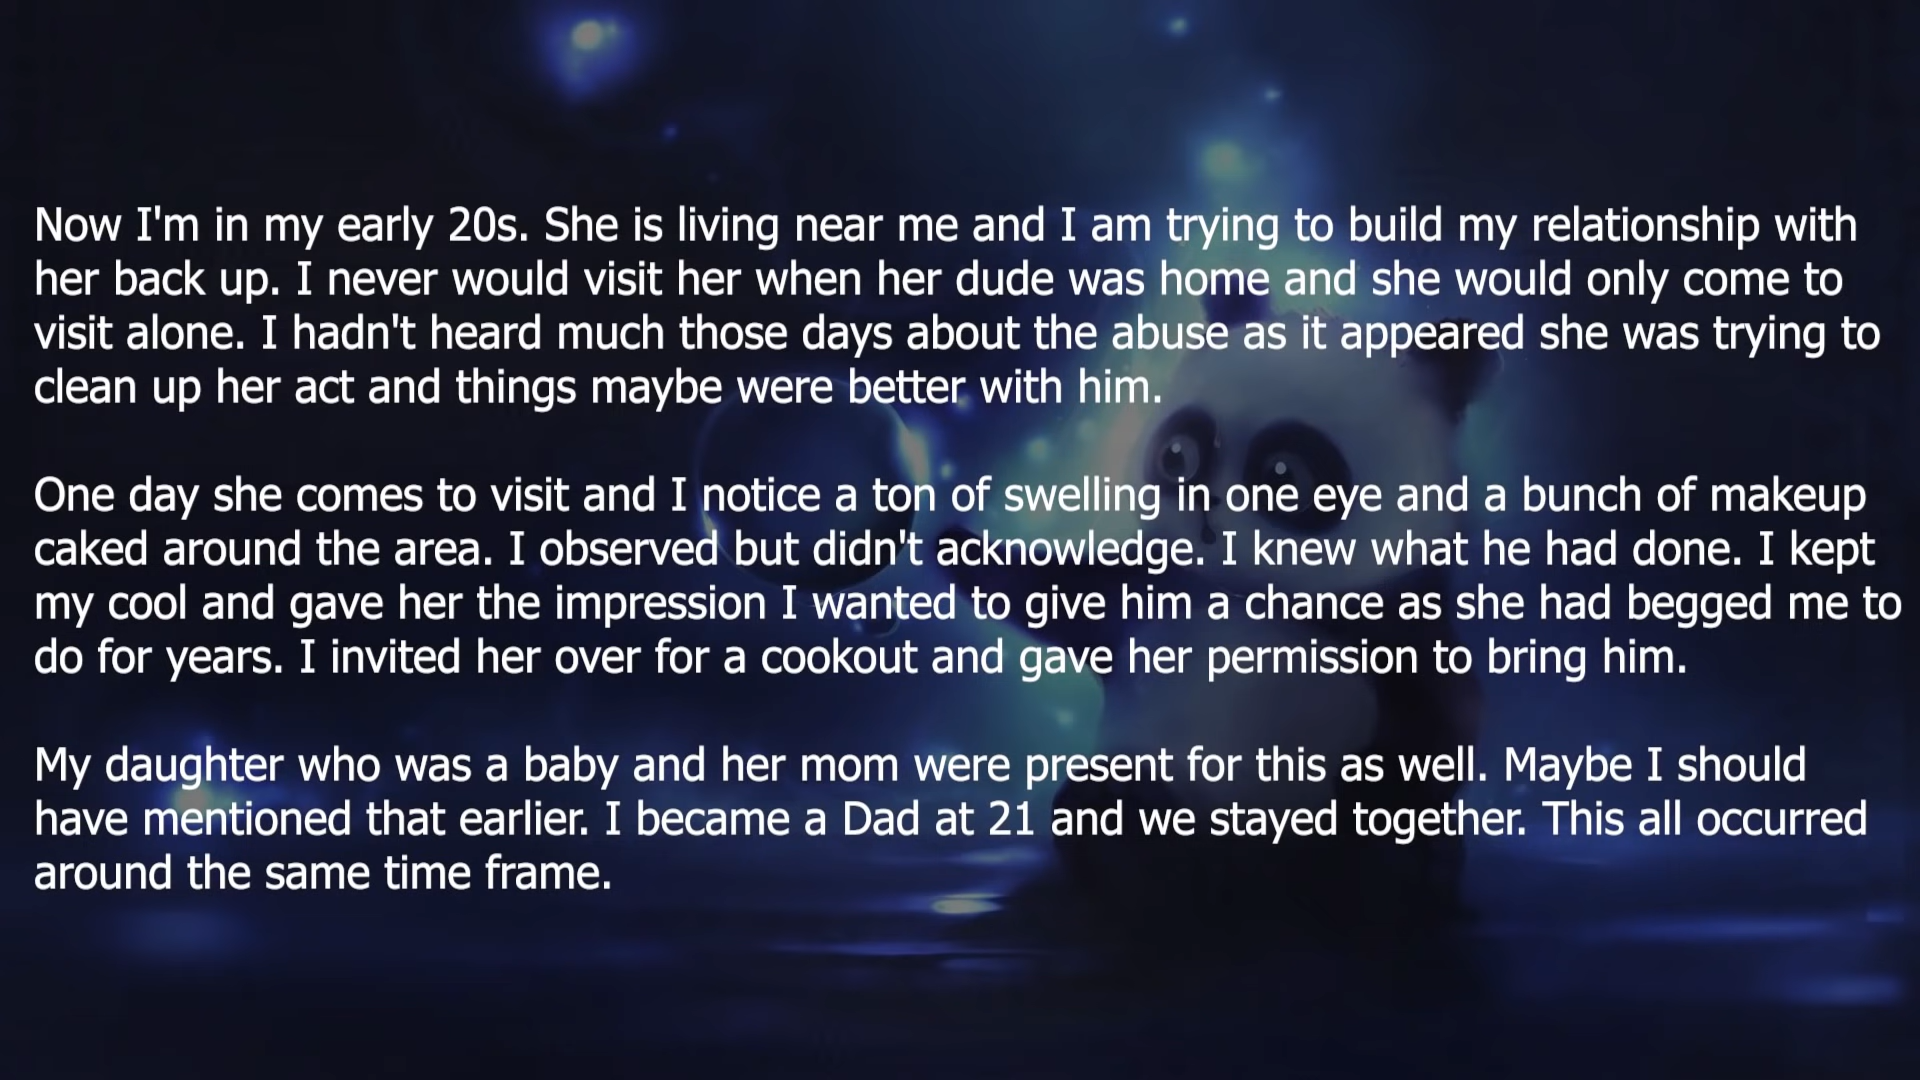 Now I'm in my early 20s. She is living near me and I am trying to build my relationship with
her back up. I never would visit her when her dude was home and she would only come to
visit alone. I hadn't heard much those days about the abuse as it appeared she was trying to
clean up her act and things maybe were better with him.
One day she comes to visit and I notice a ton of swelling in one eye and a bunch of makeup
caked around the area. I observed but didn't acknowledge. I knew what he had done. I kept
my cool and gave her the impression I wanted to give him a chance as she had begged me to
do for years. I invited her over for a cookout and gave her permission to bring him.
My daughter who was a baby and her mom were present for this as well. Maybe I should
have mentioned that earlier. I became a Dad at 21 and we stayed together. This all occurred
around the same time frame.